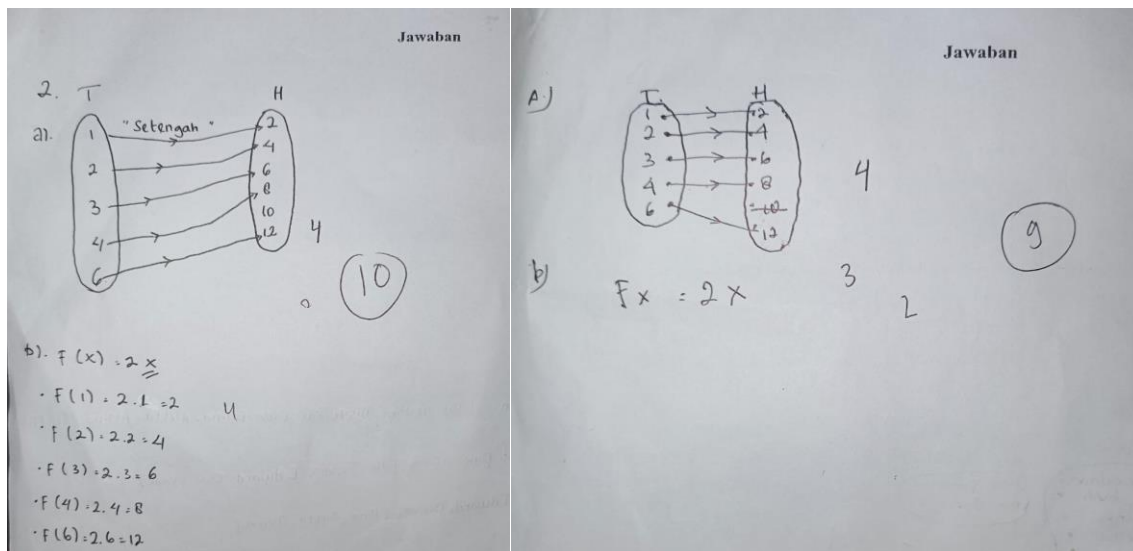 Jawaban
2. T H
a). 1 "Setengah" 2
2 4
3 6
4 8
10
6 12
4
10
b). F(x) = 2x
· F(1) = 2.1 = 2
4
· F(2) = 2.2 = 4
· F(3) = 2.3 = 6
· F(4) = 2.4 = 8
· F(6) = 2.6 = 12
Jawaban
A.) I H
1 2
2 4
3 6
4 8
6 10
12
4
9
b) Fx = 2x
3
2